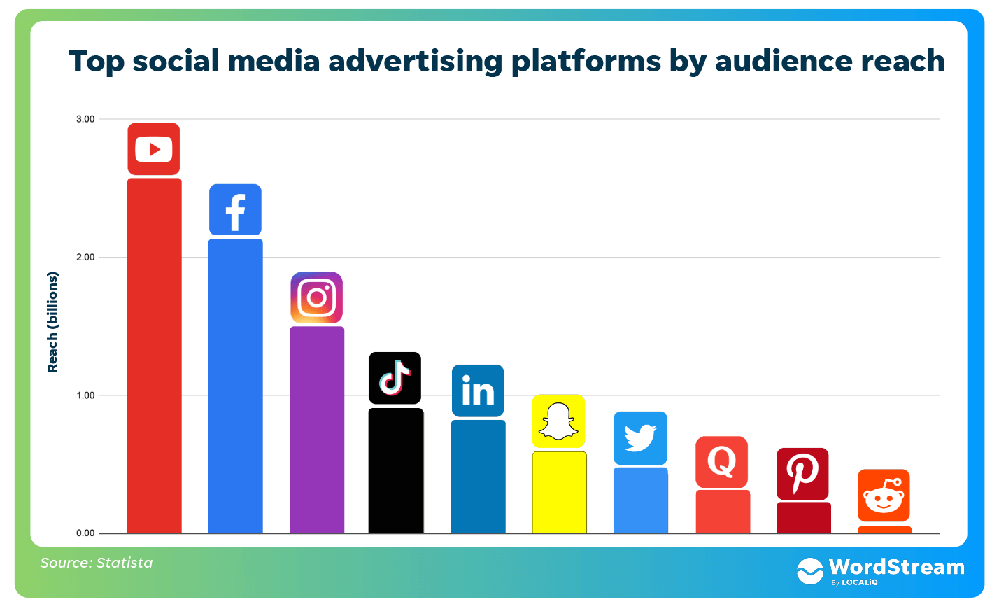 Top social media advertising platforms by audience reach
3.00
2.00
1.00
0.00
Reach (billions)
in
Source: Statista
WordStream
By LOCALiQ